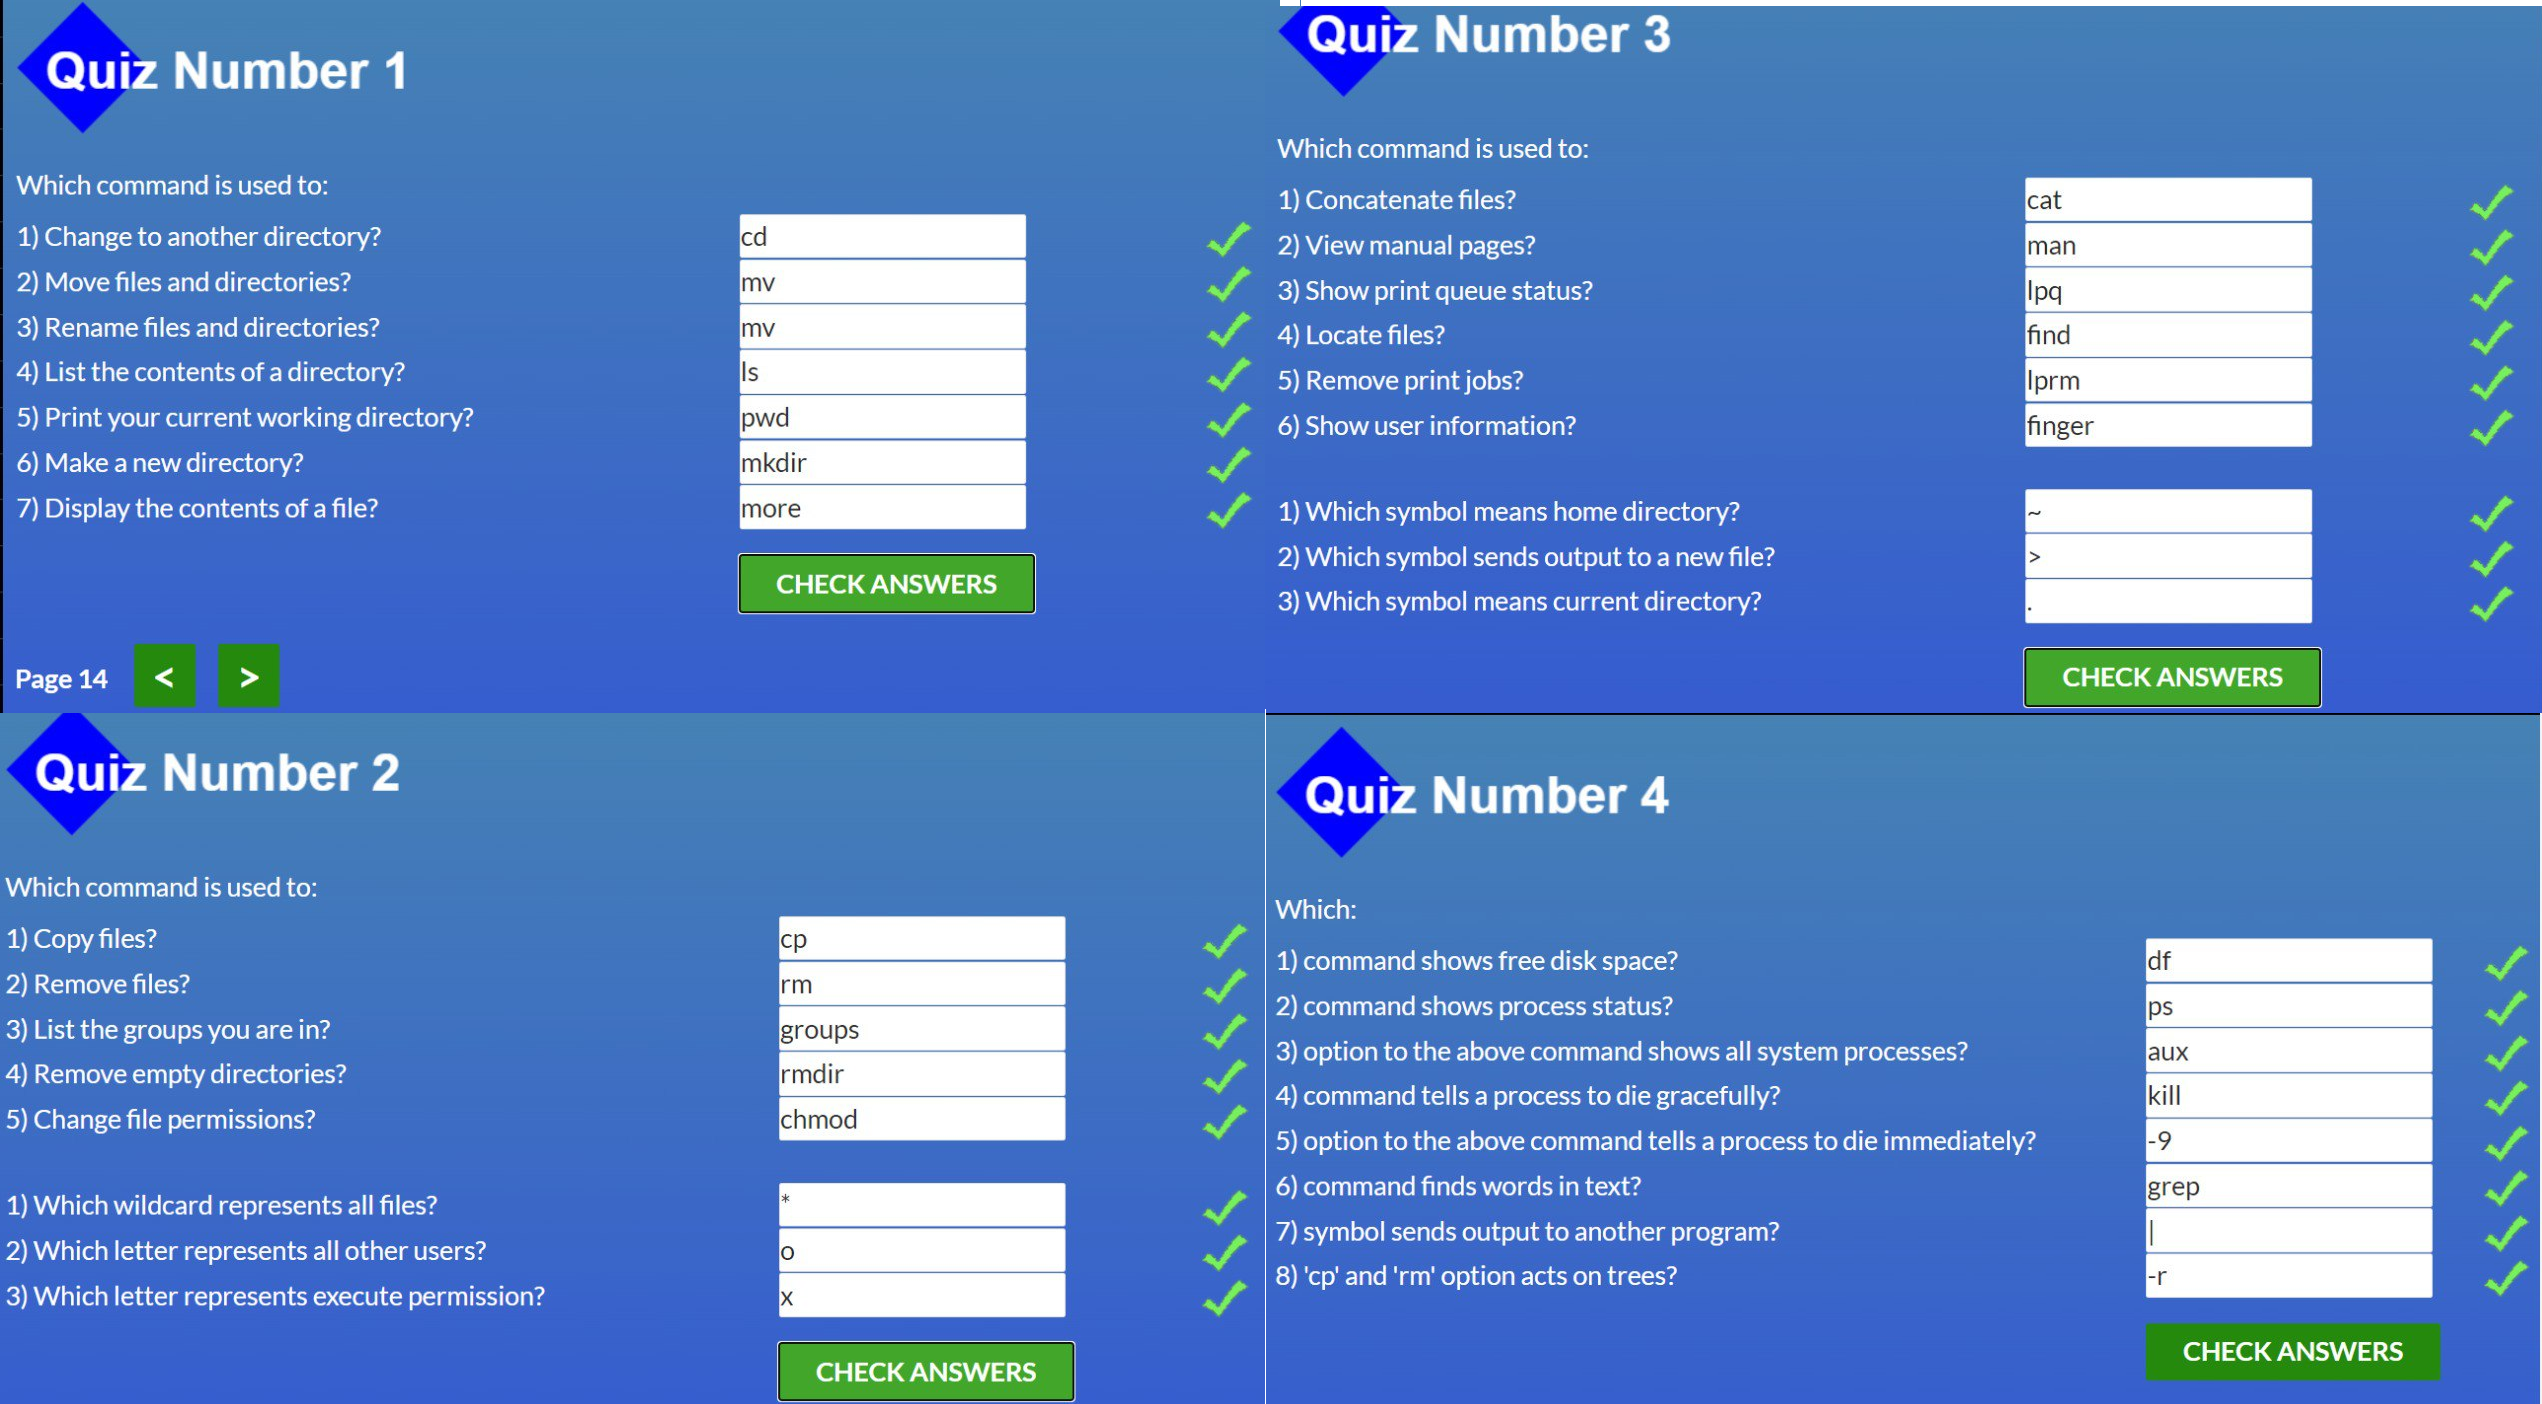 Quiz Number 1
Which command is used to:
1) Change to another directory? cd
2) Move files and directories? mv
3) Rename files and directories? mv
4) List the contents of a directory? ls
5) Print your current working directory? pwd
6) Make a new directory? mkdir
7) Display the contents of a file? more
CHECK ANSWERS
Page 14 < >
Quiz Number 2
Which command is used to:
1) Copy files? cp
2) Remove files? rm
3) List the groups you are in? groups
4) Remove empty directories? rmdir
5) Change file permissions? chmod
1) Which wildcard represents all files? *
2) Which letter represents all other users? o
3) Which letter represents execute permission? x
CHECK ANSWERS
Quiz Number 3
Which command is used to:
1) Concatenate files? cat
2) View manual pages? man
3) Show print queue status? lpq
4) Locate files? find
5) Remove print jobs? lprm
6) Show user information? finger
1) Which symbol means home directory? ~
2) Which symbol sends output to a new file? >
3) Which symbol means current directory? .
CHECK ANSWERS
Quiz Number 4
Which:
1) command shows free disk space? df
2) command shows process status? ps
3) option to the above command shows all system processes? aux
4) command tells a process to die gracefully? kill
5) option to the above command tells a process to die immediately? -9
6) command finds words in text? grep
7) symbol sends output to another program? |
8) 'cp' and 'rm' option acts on trees? -r
CHECK ANSWERS